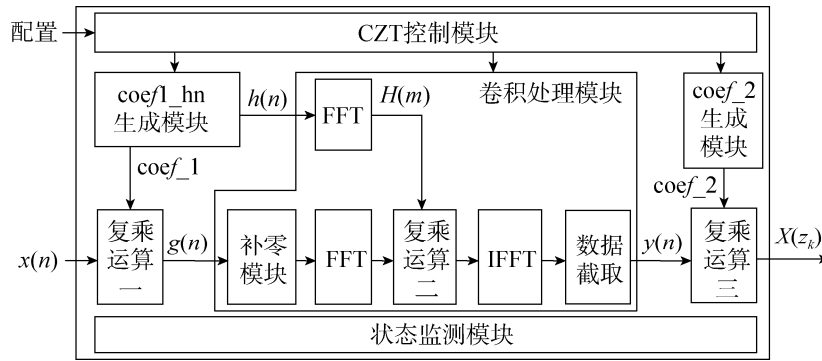 配置
CZT控制模块
coef1_hn
生成模块
h(n)
FFT
H(m)
卷积处理模块
coef_2
生成
模块
coef_1
coef_2
x(n)
复乘
运算
一
g(n)
补零
模块
FFT
复乘
运算
二
IFFT
数据
截取
y(n)
复乘
运算
三
X(zk)
状态监测模块